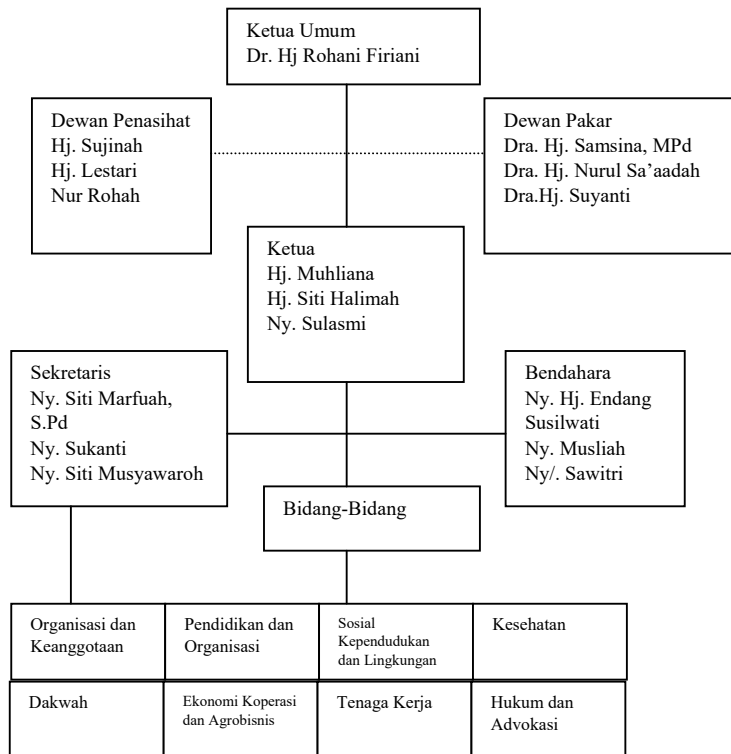 Ketua Umum
Dr. Hj Rohani Firiani
Dewan Penasihat
Hj. Sujinah
Hj. Lestari
Nur Rohah
Dewan Pakar
Dra. Hj. Samsina, MPd
Dra. Hj. Nurul Sa’aadah
Dra.Hj. Suyanti
Ketua
Hj. Muhliana
Hj. Siti Halimah
Ny. Sulasmi
Sekretaris
Ny. Siti Marfuah,
S.Pd
Ny. Sukanti
Ny. Siti Musyawaroh
Bendahara
Ny. Hj. Endang
Susilwati
Ny. Musliah
Ny/. Sawitri
Bidang-Bidang
Organisasi dan
Keanggotaan
Pendidikan dan
Organisasi
Sosial
Kependudukan
dan Lingkungan
Kesehatan
Dakwah
Ekonomi Koperasi
dan Agrobisnis
Tenaga Kerja
Hukum dan
Advokasi